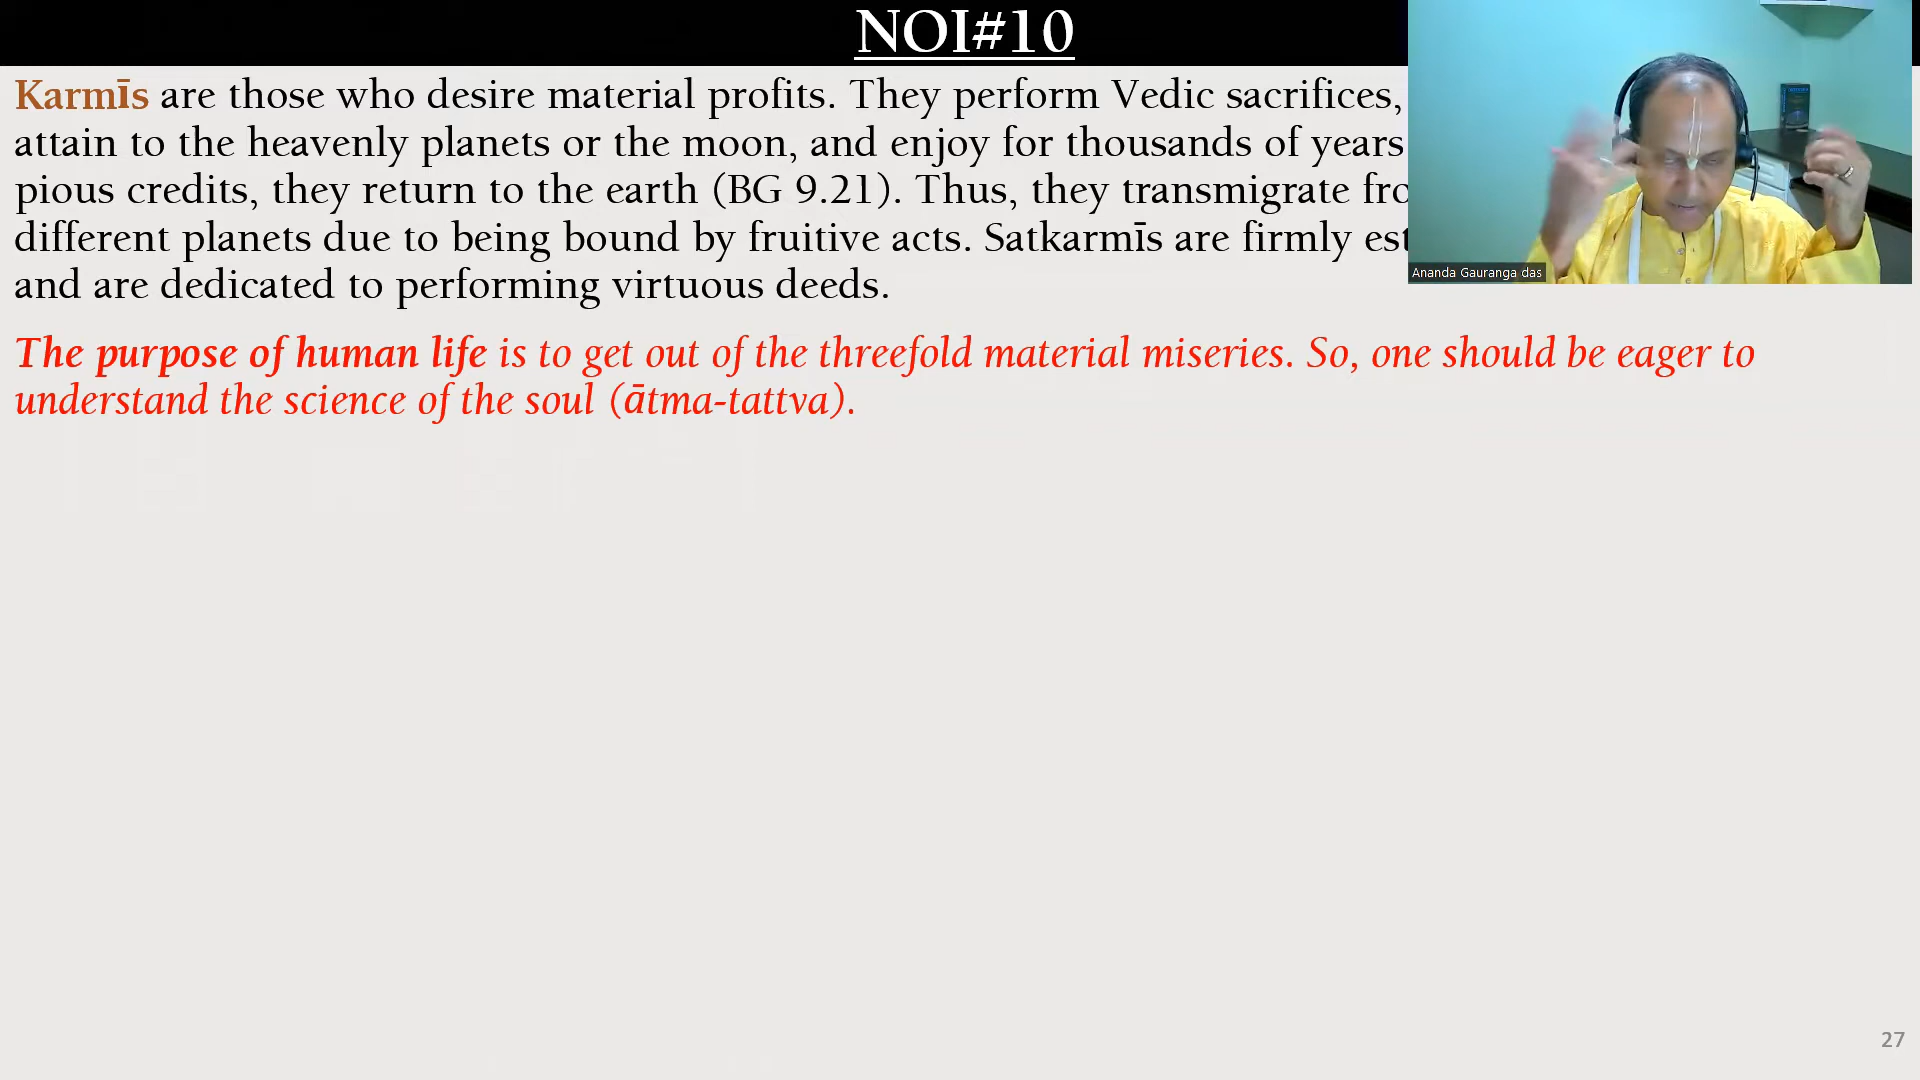 NOI#10
Karmīs are those who desire material profits. They perform Vedic sacrifices,
attain to the heavenly planets or the moon, and enjoy for thousands of years
pious credits, they return to the earth (BG 9.21). Thus, they transmigrate
different planets due to being bound by fruitive acts. Satkarmīs are firmly
and are dedicated to performing virtuous deeds.
The purpose of human life is to get out of the threefold material miseries. So, one should be eager to
understand the science of the soul (ātma-tattva).
Ananda Gauranga das
27